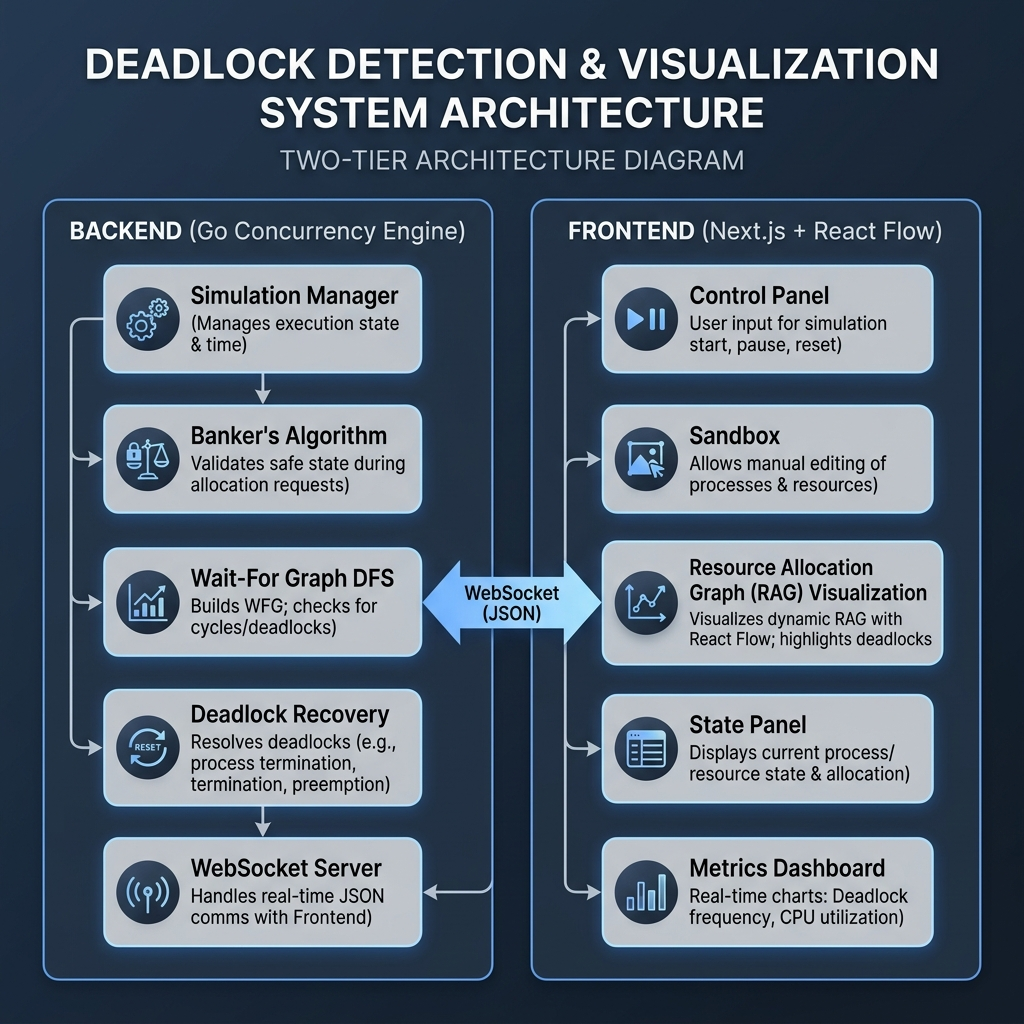 DEADLOCK DETECTION & VISUALIZATION
SYSTEM ARCHITECTURE
TWO-TIER ARCHITECTURE DIAGRAM
BACKEND (Go Concurrency Engine)
Simulation Manager
(Manages execution state
& time)
Banker's Algorithm
Validates safe state during
allocation requests)
Wait-For Graph DFS
Builds WFG; checks for
cycles/deadlocks)
Deadlock Recovery
Resolves deadlocks (e.g.,
process termination,
termination, preemption)
RESET
WebSocket Server
Handles real-time JSON
comms with Frontend)
WebSocket
(JSON)
FRONTEND (Next.js + React Flow)
Control Panel
User input for simulation
start, pause, reset)
Sandbox
Allows manual editing of
processes & resources)
Resource Allocation
Graph (RAG) Visualization
Visualizes dynamic RAG with
React Flow; highlights deadlocks
State Panel
Displays current process/
resource state & allocation)
Metrics Dashboard
Real-time charts: Deadlock
frequency, CPU utilization)